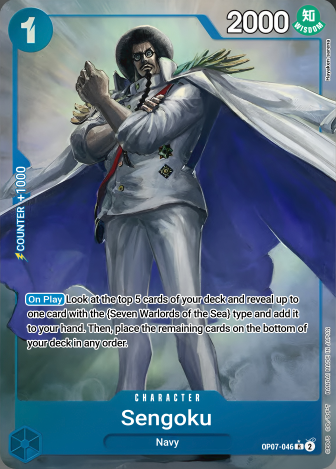 1
2000
知
WISDOM
COUNTER +1000
On Play Look at the top 5 cards of your deck and reveal up to
one card with the {Seven Warlords of the Sea} type and add it
to your hand. Then, place the remaining cards on the bottom of
your deck in any order.
CHARACTER
Sengoku
Navy
OP07-046 R 2